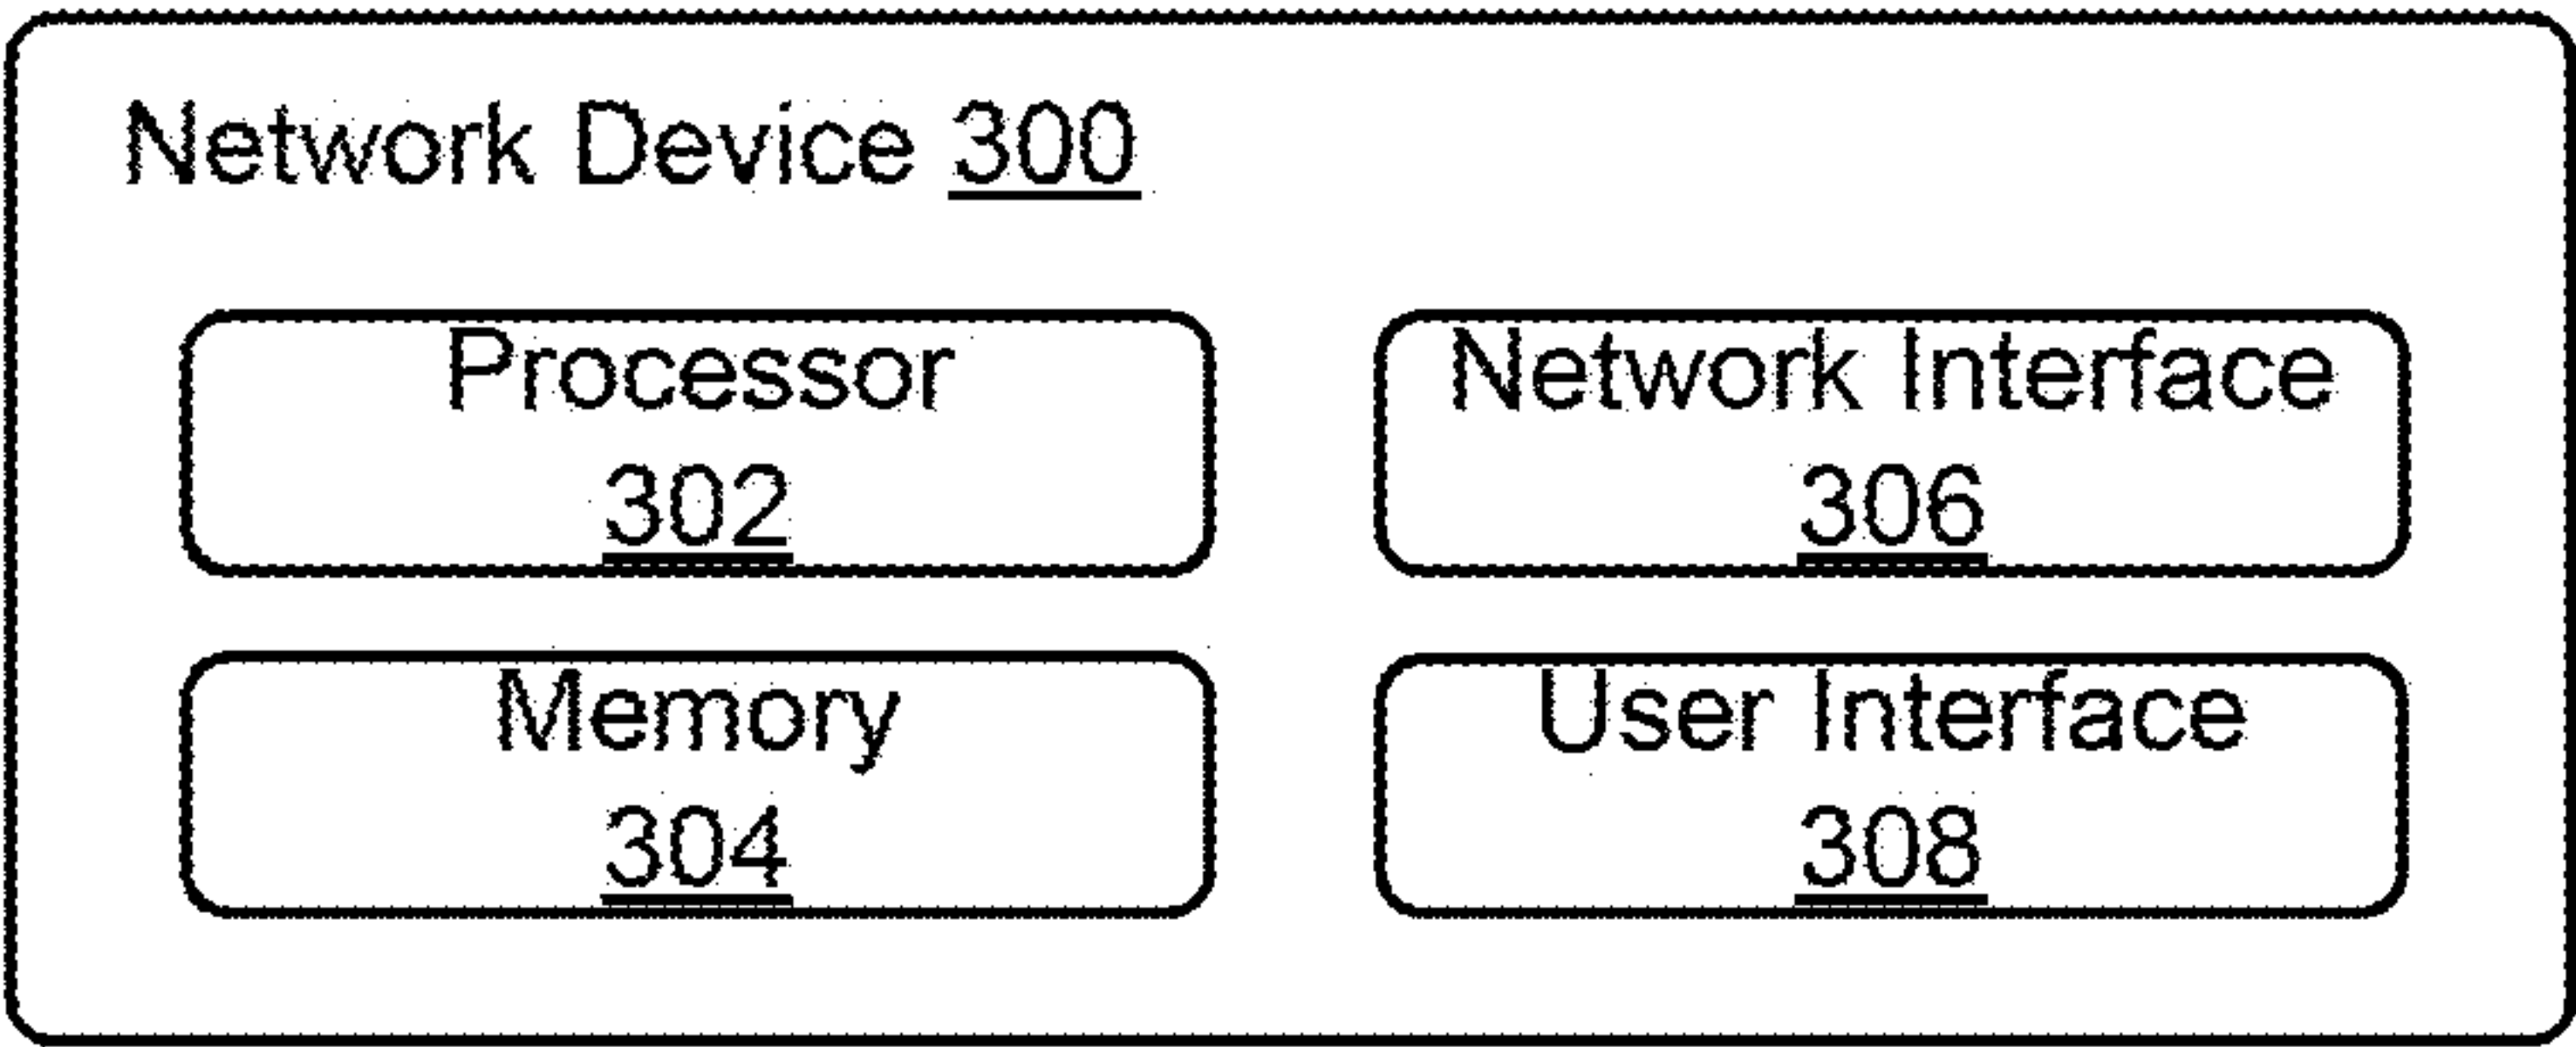 Network Device 300
Processor
302
Network Interface
306
Memory
304
User Interface
308